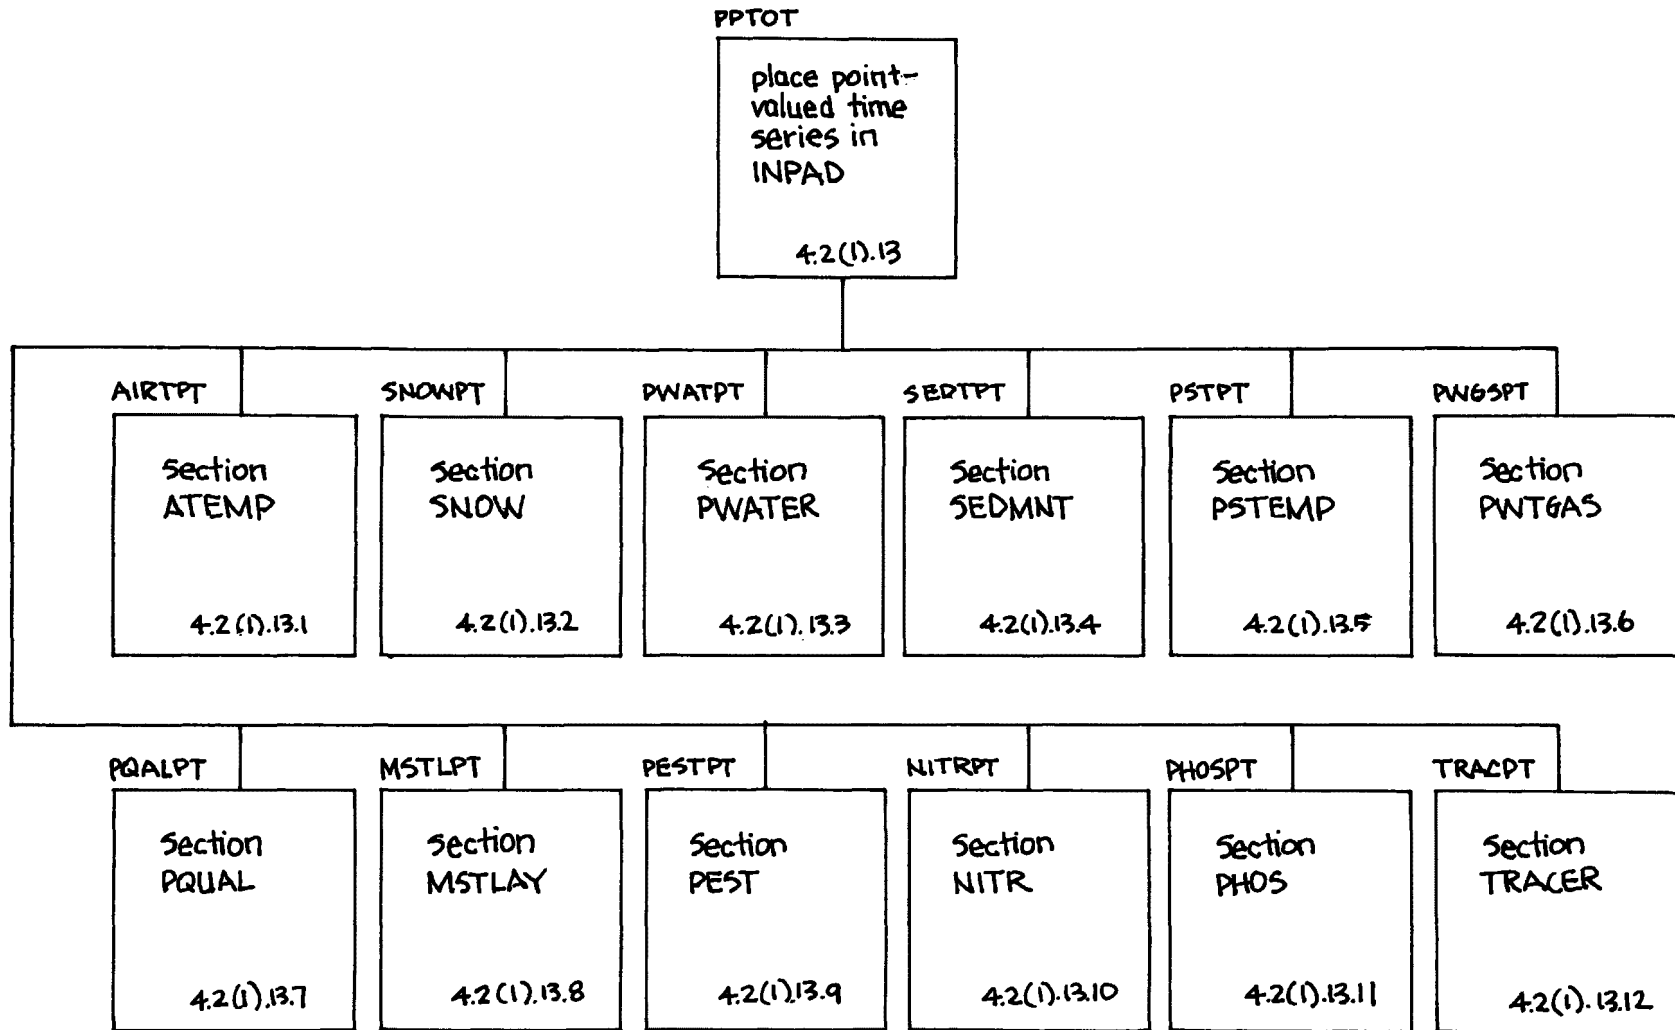 PPTOT
place point-
valued time
series in
INPAD
4.2(1).13
AIRTPT
section
ATEMP
4.2(1).13.1
SNOWPT
section
SNOW
4.2(1).13.2
PWATPT
section
PWATER
4.2(1).13.3
SEDTPT
section
SEDMNT
4.2(1).13.4
PSTPT
section
PSTEMP
4.2(1).13.5
PWGSPT
section
PWTGAS
4.2(1).13.6
PQALPT
section
PQUAL
4.2(1).13.7
MSTLPT
section
MSTLAY
4.2(1).13.8
PESTPT
section
PEST
4.2(1).13.9
NITRPT
section
NITR
4.2(1).13.10
PHOSPT
section
PHOS
4.2(1).13.11
TRACPT
section
TRACER
4.2(1).13.12